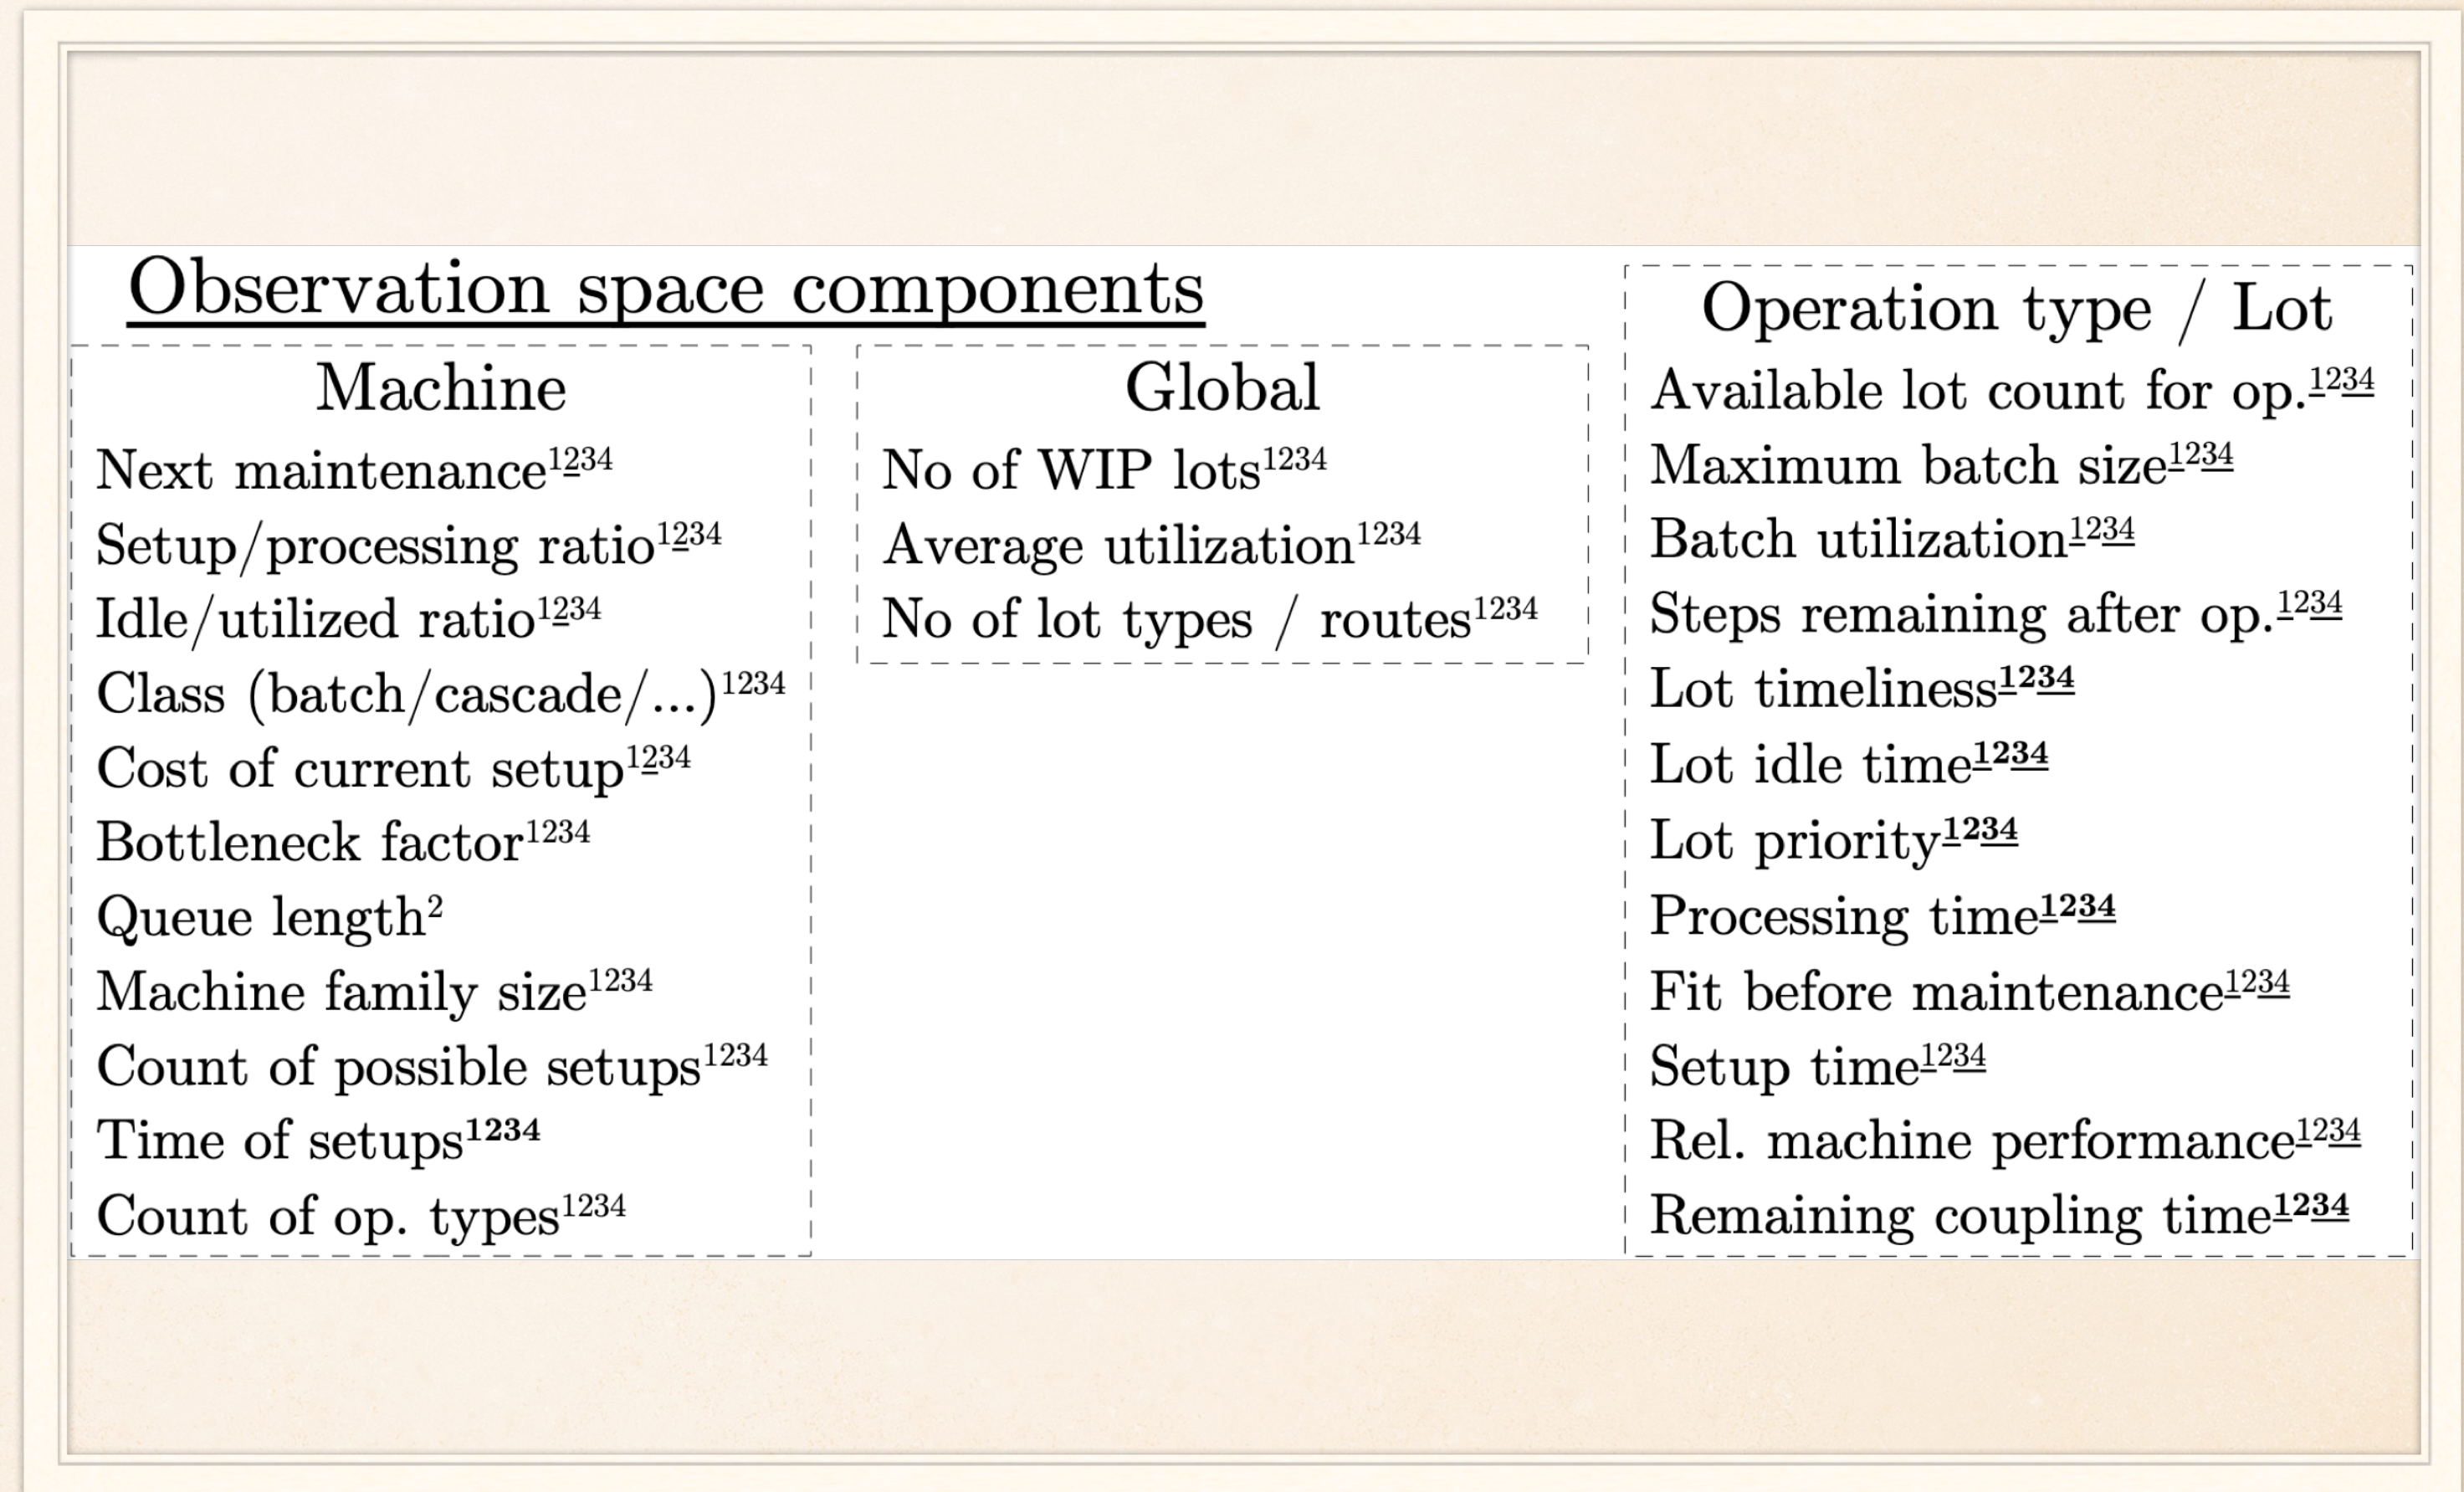 Observation space components
Machine
Next maintenance1234
Setup/processing ratio1234
Idle/utilized ratio1234
Class (batch/cascade/...)1234
Cost of current setup1234
Bottleneck factor1234
Queue length2
Machine family size1234
Count of possible setups1234
Time of setups1234
Count of op. types1234
Global
No of WIP lots1234
Average utilization1234
No of lot types / routes1234
Operation type / Lot
Available lot count for op.1234
Maximum batch size1234
Batch utilization1234
Steps remaining after op.1234
Lot timeliness1234
Lot idle time1234
Lot priority1234
Processing time1234
Fit before maintenance1234
Setup time1234
Rel. machine performance1234
Remaining coupling time1234